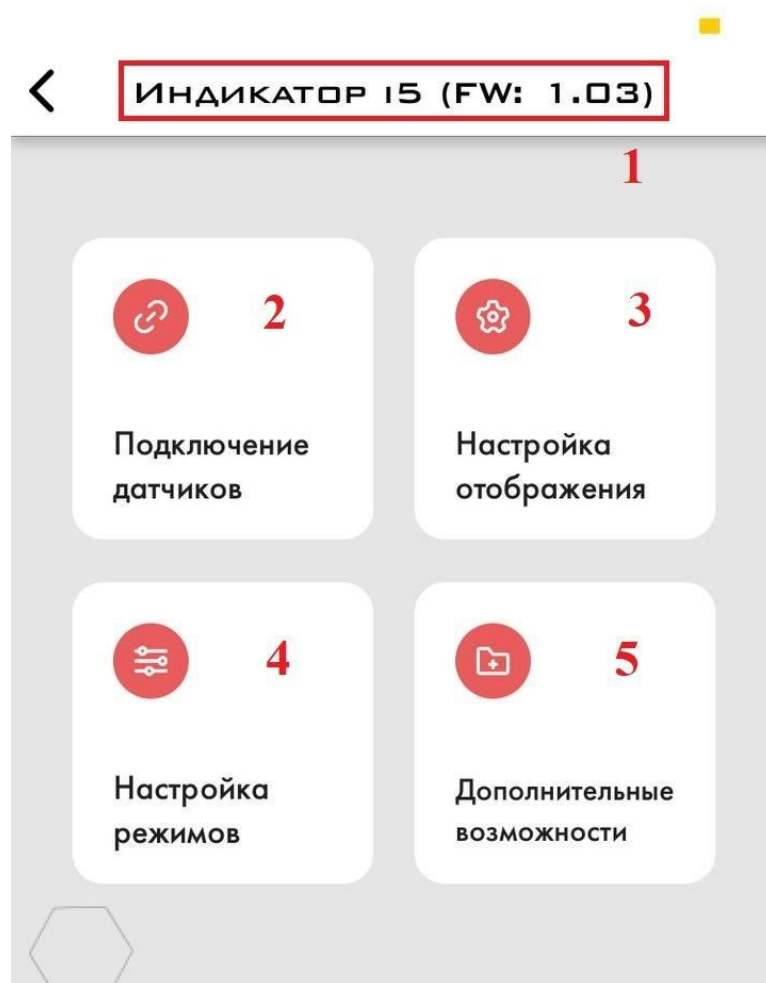 Индикатор i5 (FW: 1.03)
1
2
3
Подключение
датчиков
Настройка
отображения
4
5
Настройка
режимов
Дополнительные
возможности